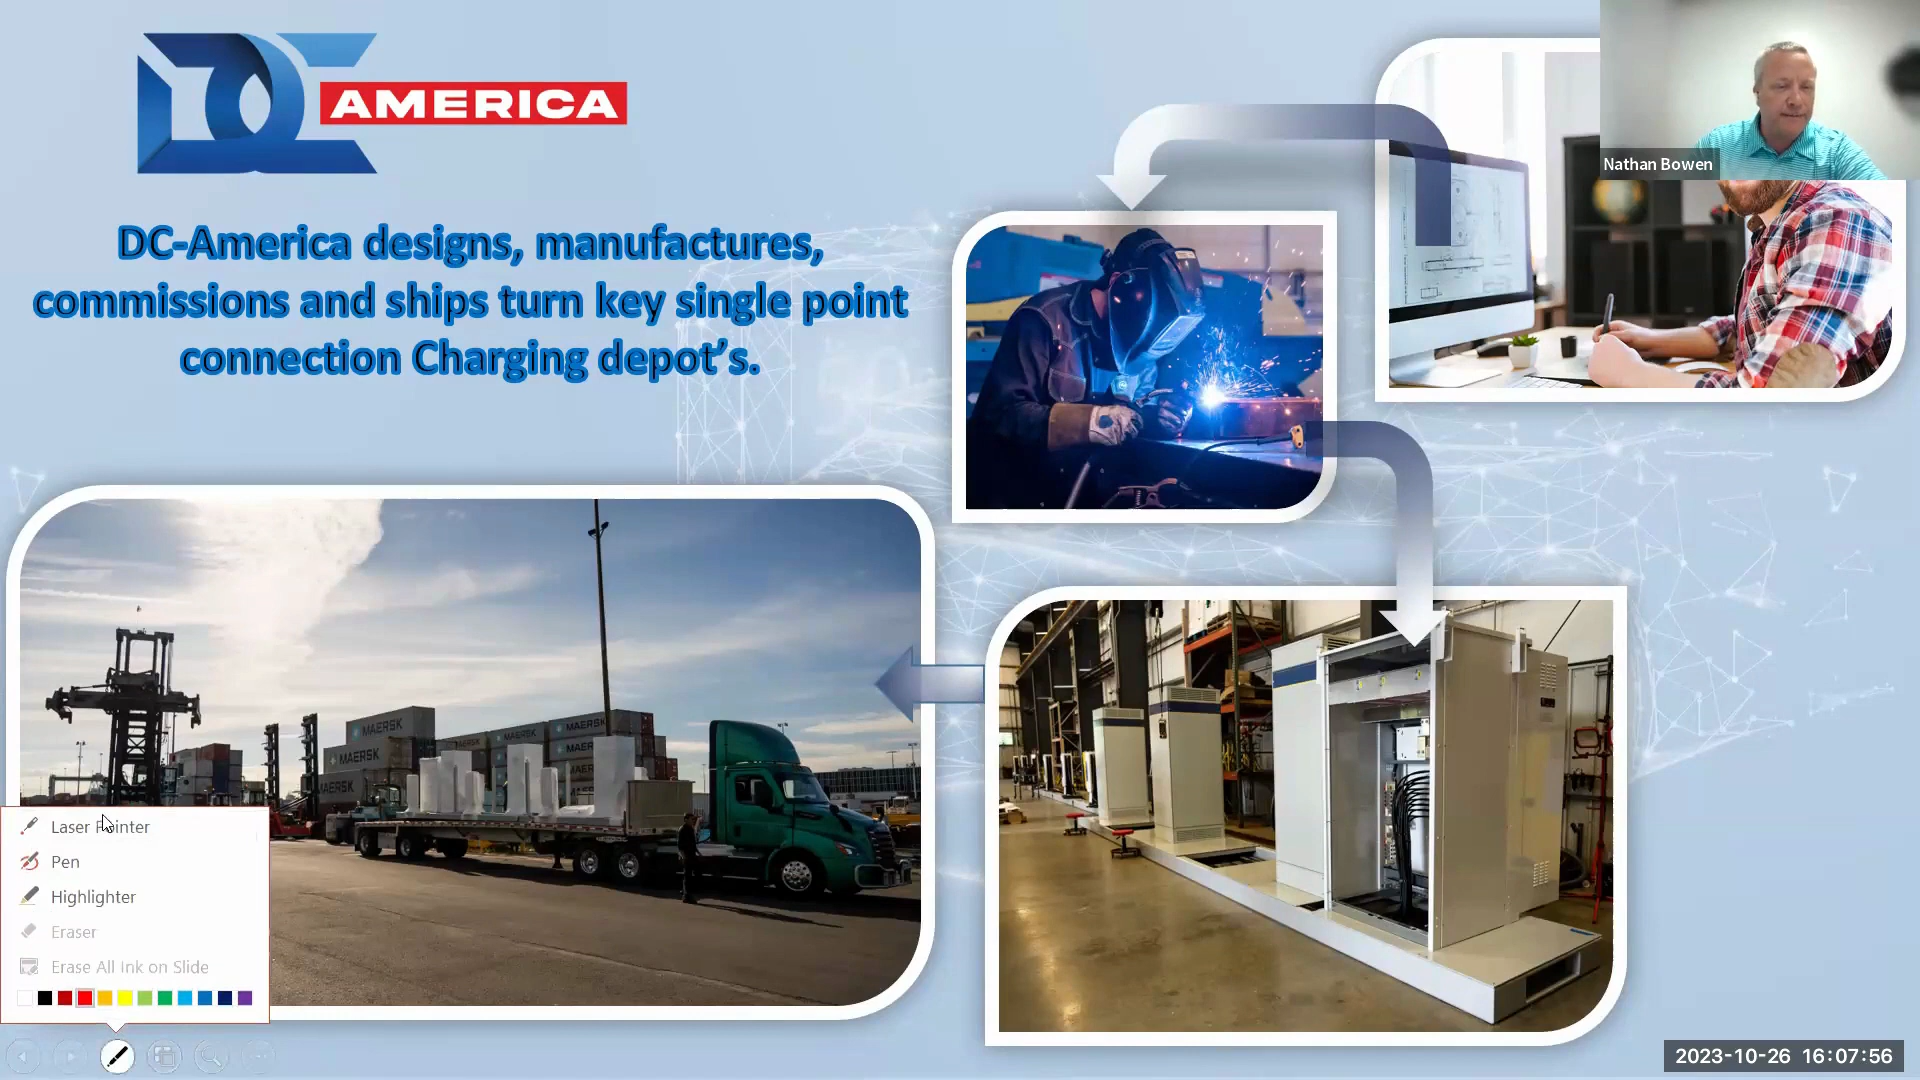 DC AMERICA
Nathan Bowen
DC-America designs, manufactures,
commissions and ships turn key single point
connection Charging depot’s.
MAERSK
MAERSK
MAERSK
MAERSK
MAERSK
Laser Pointer
Pen
Highlighter
Eraser
Erase All Ink on Slide
2023-10-26 16:07:56